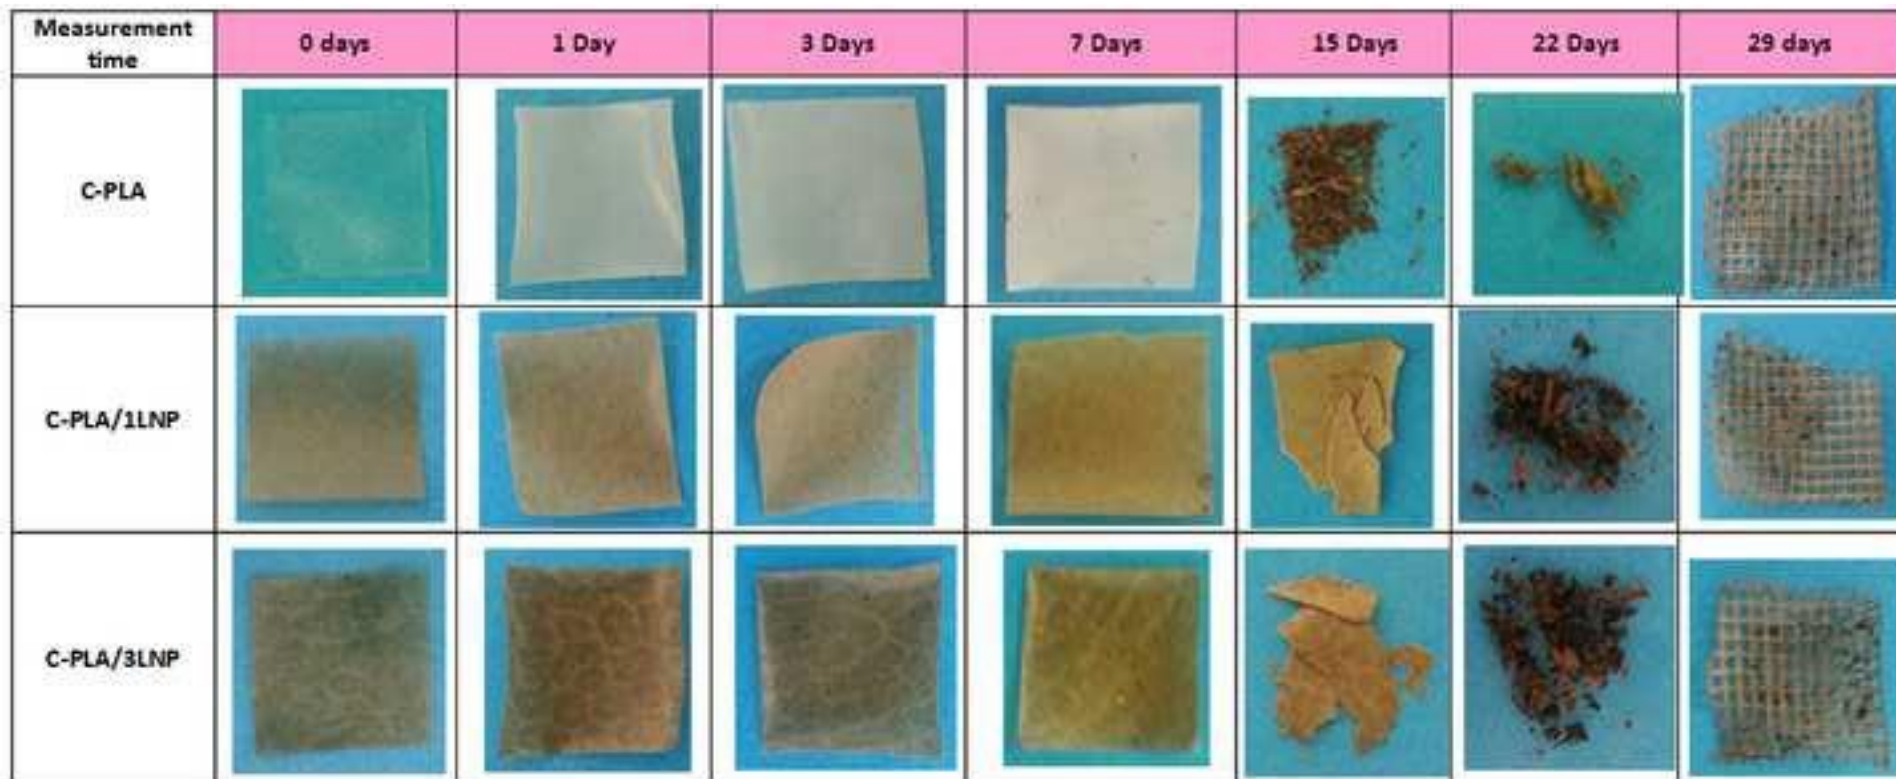 Measurement
time
0 days
1 Day
3 Days
7 Days
15 Days
22 Days
29 days
C-PLA
C-PLA/1LNP
C-PLA/3LNP